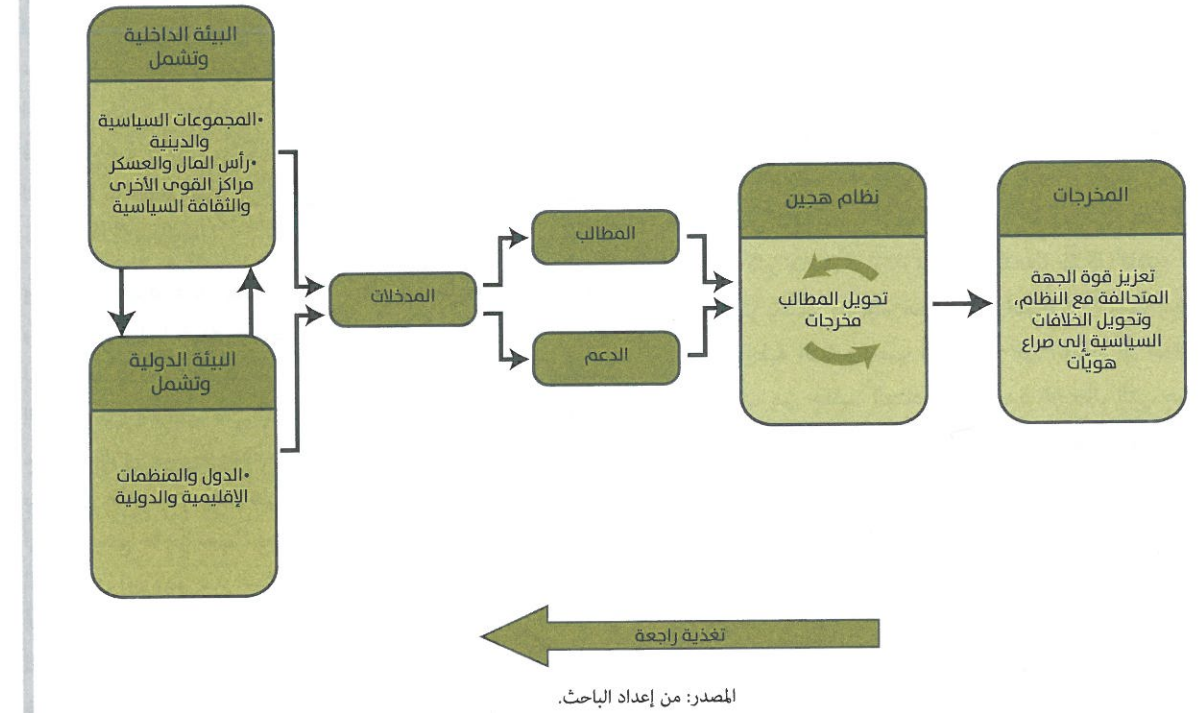 البيئة الداخلية
وتشمل
•المجموعات السياسية
والدينية
•رأس المال والعسكر
مراكز القوى الأخرى
والثقافة السياسية
البيئة الدولية
وتشمل
•الدول والمنظمات
الإقليمية والدولية
المدخلات
المطالب
الدعم
نظام هجين
تحويل المطالب
مخرجات
المخرجات
تعزيز قوة الجهة
المتحالفة مع النظام،
وتحويل الخلافات
السياسية إلى صراع
هويّات
تغذية راجعة
المصدر: من إعداد الباحث.